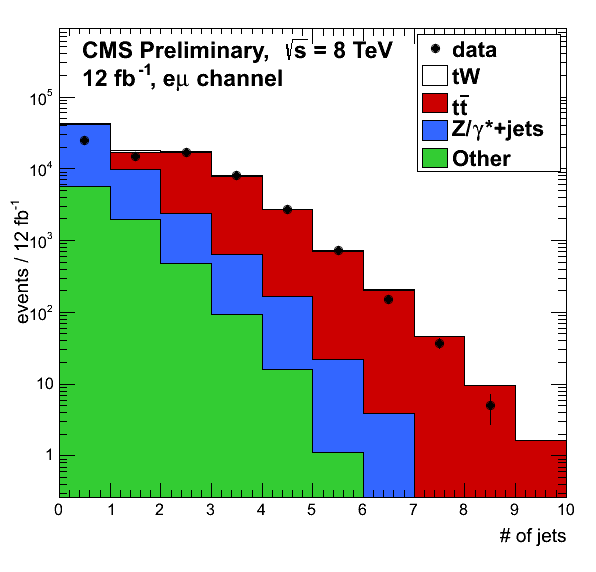 CMS Preliminary, √s = 8 TeV
12 fb⁻¹, eμ channel
data
tW
tt̄
Z/γ*+jets
Other
events / 12 fb⁻¹
10⁵
10⁴
10³
10²
10
1
0 1 2 3 4 5 6 7 8 9 10
# of jets